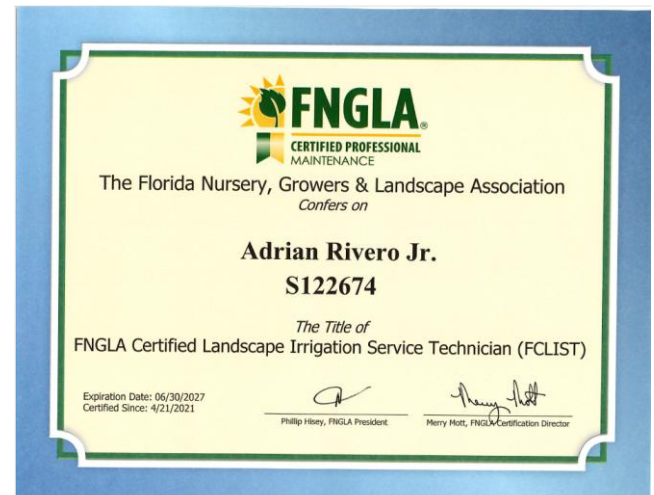 FNGLA®
CERTIFIED PROFESSIONAL
MAINTENANCE
The Florida Nursery, Growers & Landscape Association
Confers on
Adrian Rivero Jr.
S122674
The Title of
FNGLA Certified Landscape Irrigation Service Technician (FCLIST)
Expiration Date: 06/30/2027
Certified Since: 4/21/2021
Merry Mott
Phillip Hisey, FNGLA President
Merry Mott, FNGLA Certification Director